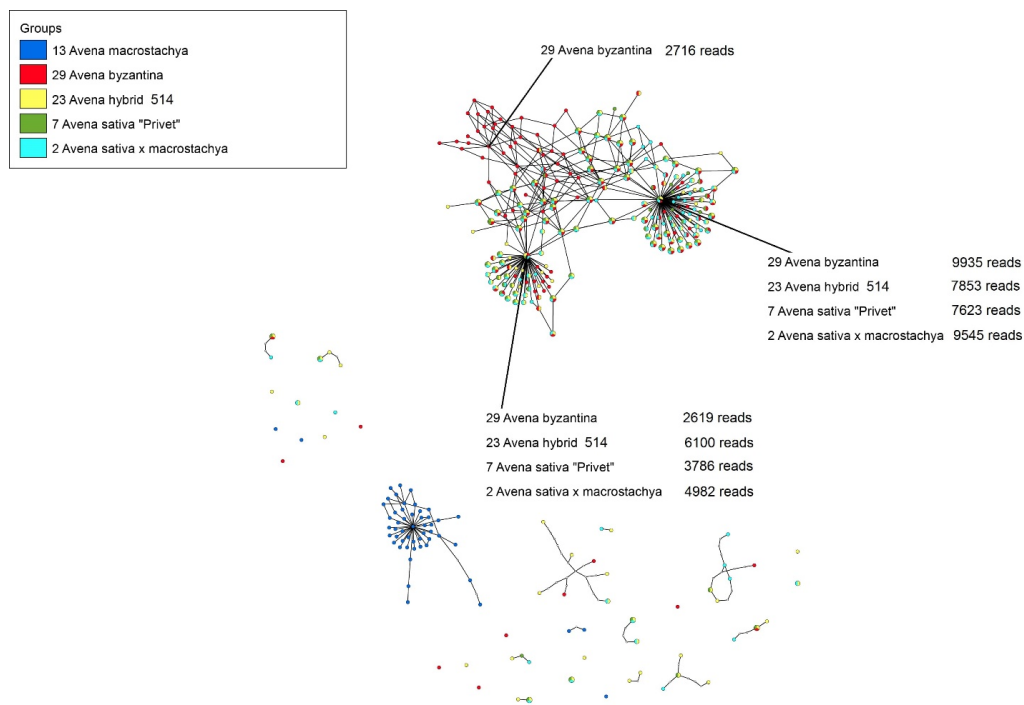 Groups
13 Avena macrostachya
29 Avena byzantina
23 Avena hybrid 514
7 Avena sativa "Privet"
2 Avena sativa x macrostachya
29 Avena byzantina 2716 reads
29 Avena byzantina 9935 reads
23 Avena hybrid 514 7853 reads
7 Avena sativa "Privet" 7623 reads
2 Avena sativa x macrostachya 9545 reads
29 Avena byzantina 2619 reads
23 Avena hybrid 514 6100 reads
7 Avena sativa "Privet" 3786 reads
2 Avena sativa x macrostachya 4982 reads